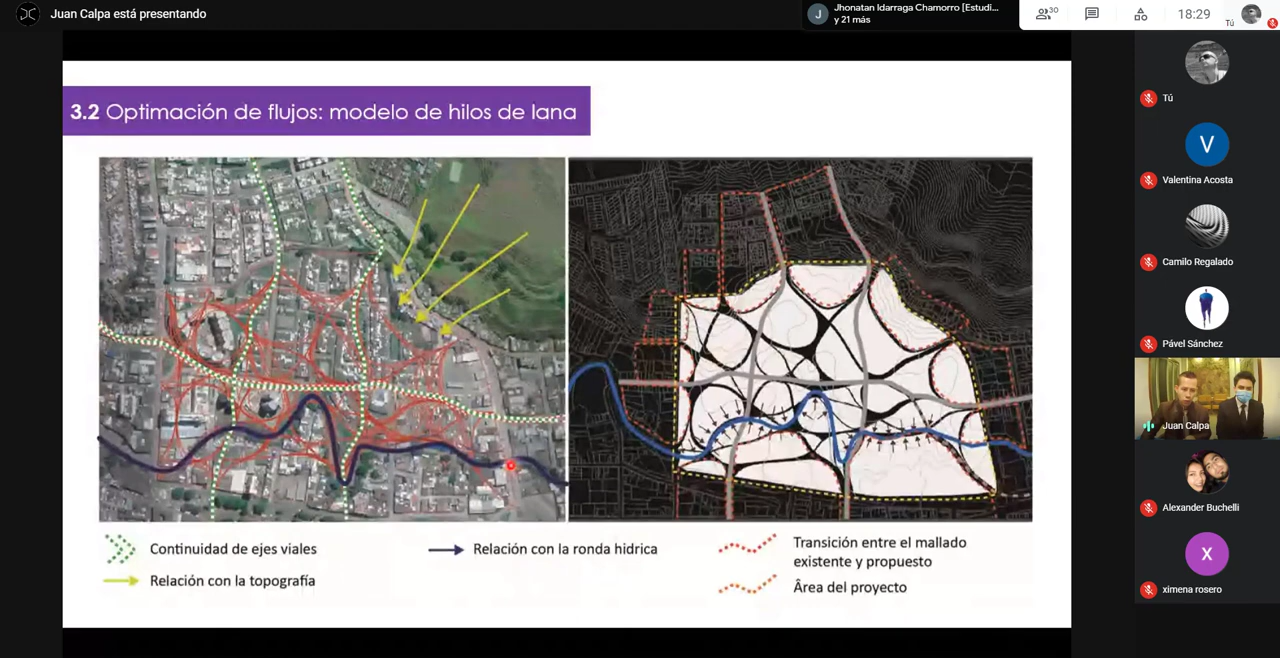 Juan Calpa está presentando
J
Jhonatan Idarraga Chamorro [Estudi...
y 21 más
30
18:29
Tú
3.2 Optimación de flujos: modelo de hilos de lana
Continuidad de ejes viales
Relación con la topografía
Relación con la ronda hídrica
Transición entre el mallado
existente y propuesto
Área del proyecto
Tú
V
Valentina Acosta
Camilo Regalado
Pável Sánchez
Juan Calpa
Alexander Buchelli
X
ximena rosero